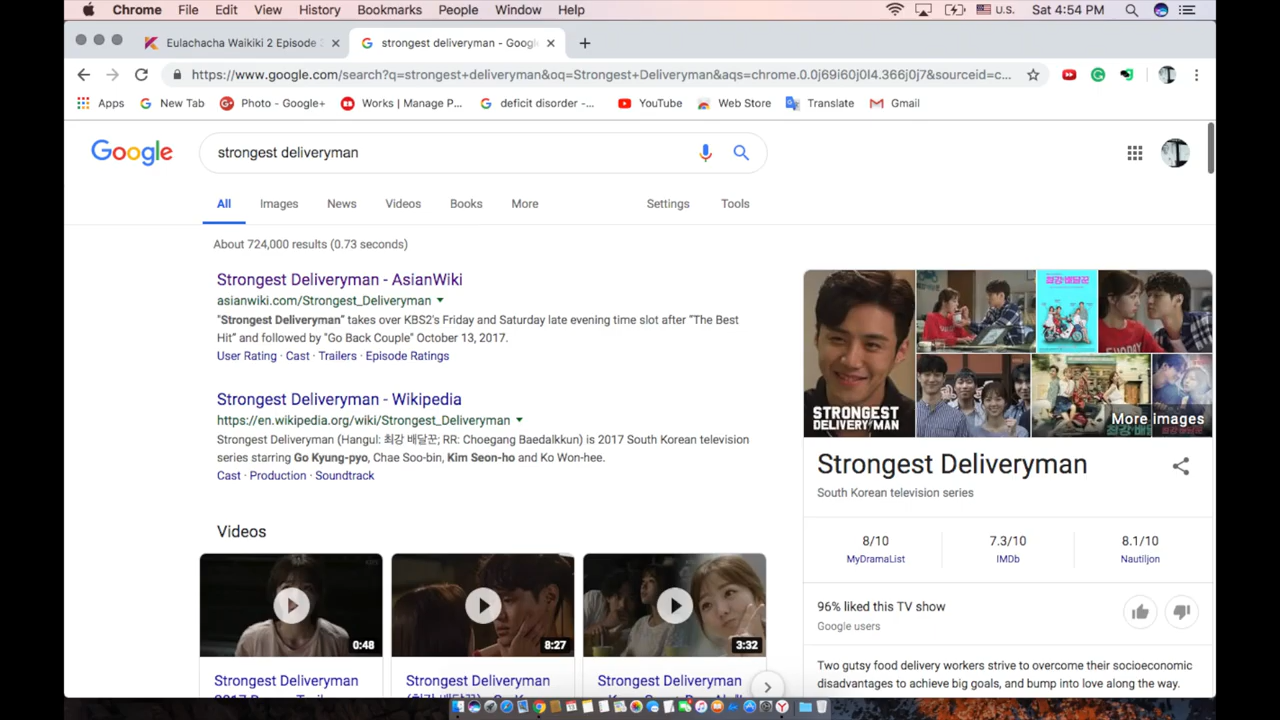 Chrome File Edit View History Bookmarks People Window Help U.S. Sat 4:54 PM
Eulachacha Waikiki 2 Episode strongest deliveryman - Googl
https://www.google.com/search?q=strongest+deliveryman&oq=Strongest+Deliveryman&aqs=chrome.0.0j69i60j0l4.366j0j7&sourceid=c...
Apps New Tab Photo - Google+ Works | Manage P... deficit disorder -... YouTube Web Store Translate Gmail
Google strongest deliveryman
All Images News Videos Books More Settings Tools
About 724,000 results (0.73 seconds)
Strongest Deliveryman - AsianWiki
asianwiki.com/Strongest_Deliveryman
"Strongest Deliveryman" takes over KBS2's Friday and Saturday late evening time slot after "The Best
Hit" and followed by "Go Back Couple" October 13, 2017.
User Rating · Cast · Trailers · Episode Ratings
Strongest Deliveryman - Wikipedia
https://en.wikipedia.org/wiki/Strongest_Deliveryman
Strongest Deliveryman (Hangul: 최강 배달꾼; RR: Choegang Baedalkkun) is 2017 South Korean television
series starring Go Kyung-pyo, Chae Soo-bin, Kim Seon-ho and Ko Won-hee.
Cast · Production · Soundtrack
Videos
0:48 8:27 3:32
Strongest Deliveryman Strongest Deliveryman Strongest Deliveryman
최강배달꾼
STRONGEST
DELIVERY MAN
More images
Strongest Deliveryman
South Korean television series
8/10 7.3/10 8.1/10
MyDramaList IMDb Nautiljon
96% liked this TV show
Google users
Two gutsy food delivery workers strive to overcome their socioeconomic
disadvantages to achieve big goals, and bump into love along the way.